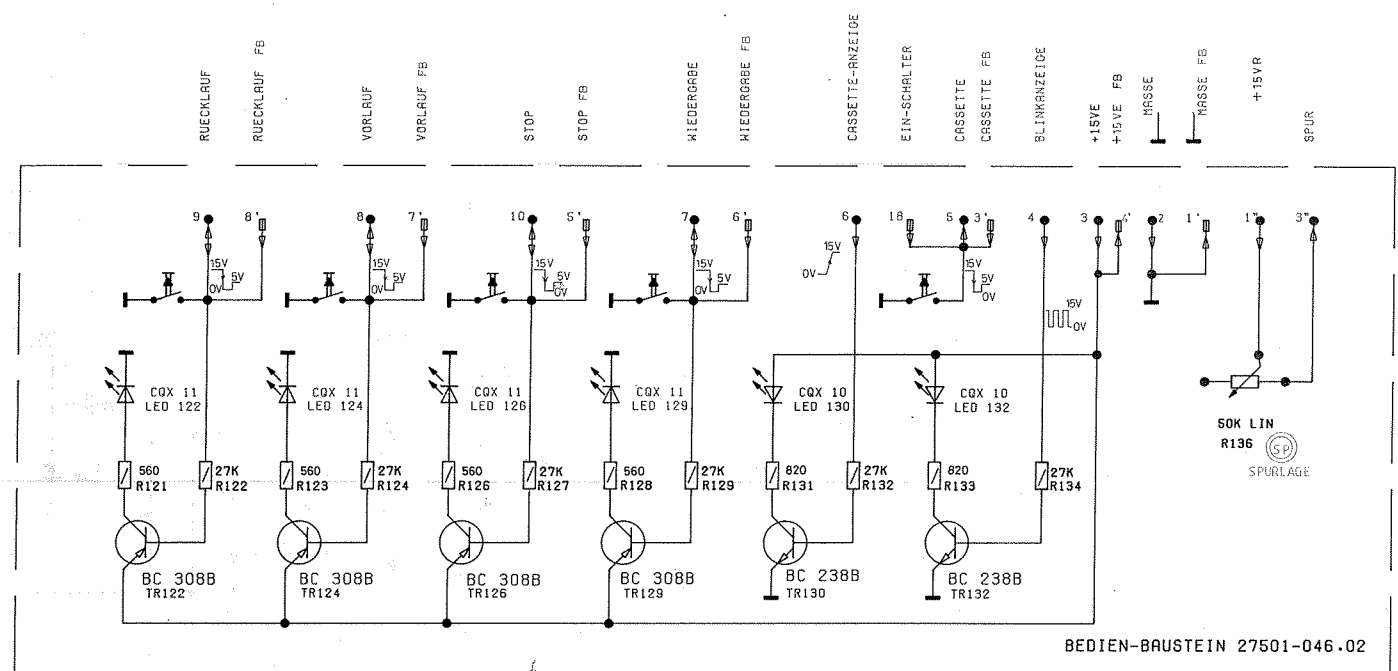 RUECKLAUF
RUECKLAUF FB
VORLAUF
VORLAUF FB
STOP
STOP FB
WIEDERGABE
WIEDERGABE FB
CASSETTE-ANZEIGE
EIN-SCHALTER
CASSETTE
CASSETTE FB
BLINKANZEIGE
+15VE
+15VE FB
MASSE
MASSE FB
+15VR
SPUR
9 8' 8 7' 10 5' 7 6' 6 18 5 3' 4 3 4' 2 1' 1" 3"
15V 5V 0V
15V 5V 0V
15V 5V 0V
15V 5V 0V
15V 0V
15V 5V 0V
15V 0V
CQX 11
LED 122
CQX 11
LED 124
CQX 11
LED 126
CQX 11
LED 129
CQX 10
LED 130
CQX 10
LED 132
50K LIN
R136
SP
SPURLAGE
560
R121
27K
R122
560
R123
27K
R124
560
R126
27K
R127
560
R128
27K
R129
820
R131
27K
R132
820
R133
27K
R134
BC 308B
TR122
BC 308B
TR124
BC 308B
TR126
BC 308B
TR129
BC 238B
TR130
BC 238B
TR132
BEDIEN-BAUSTEIN 27501-046.02